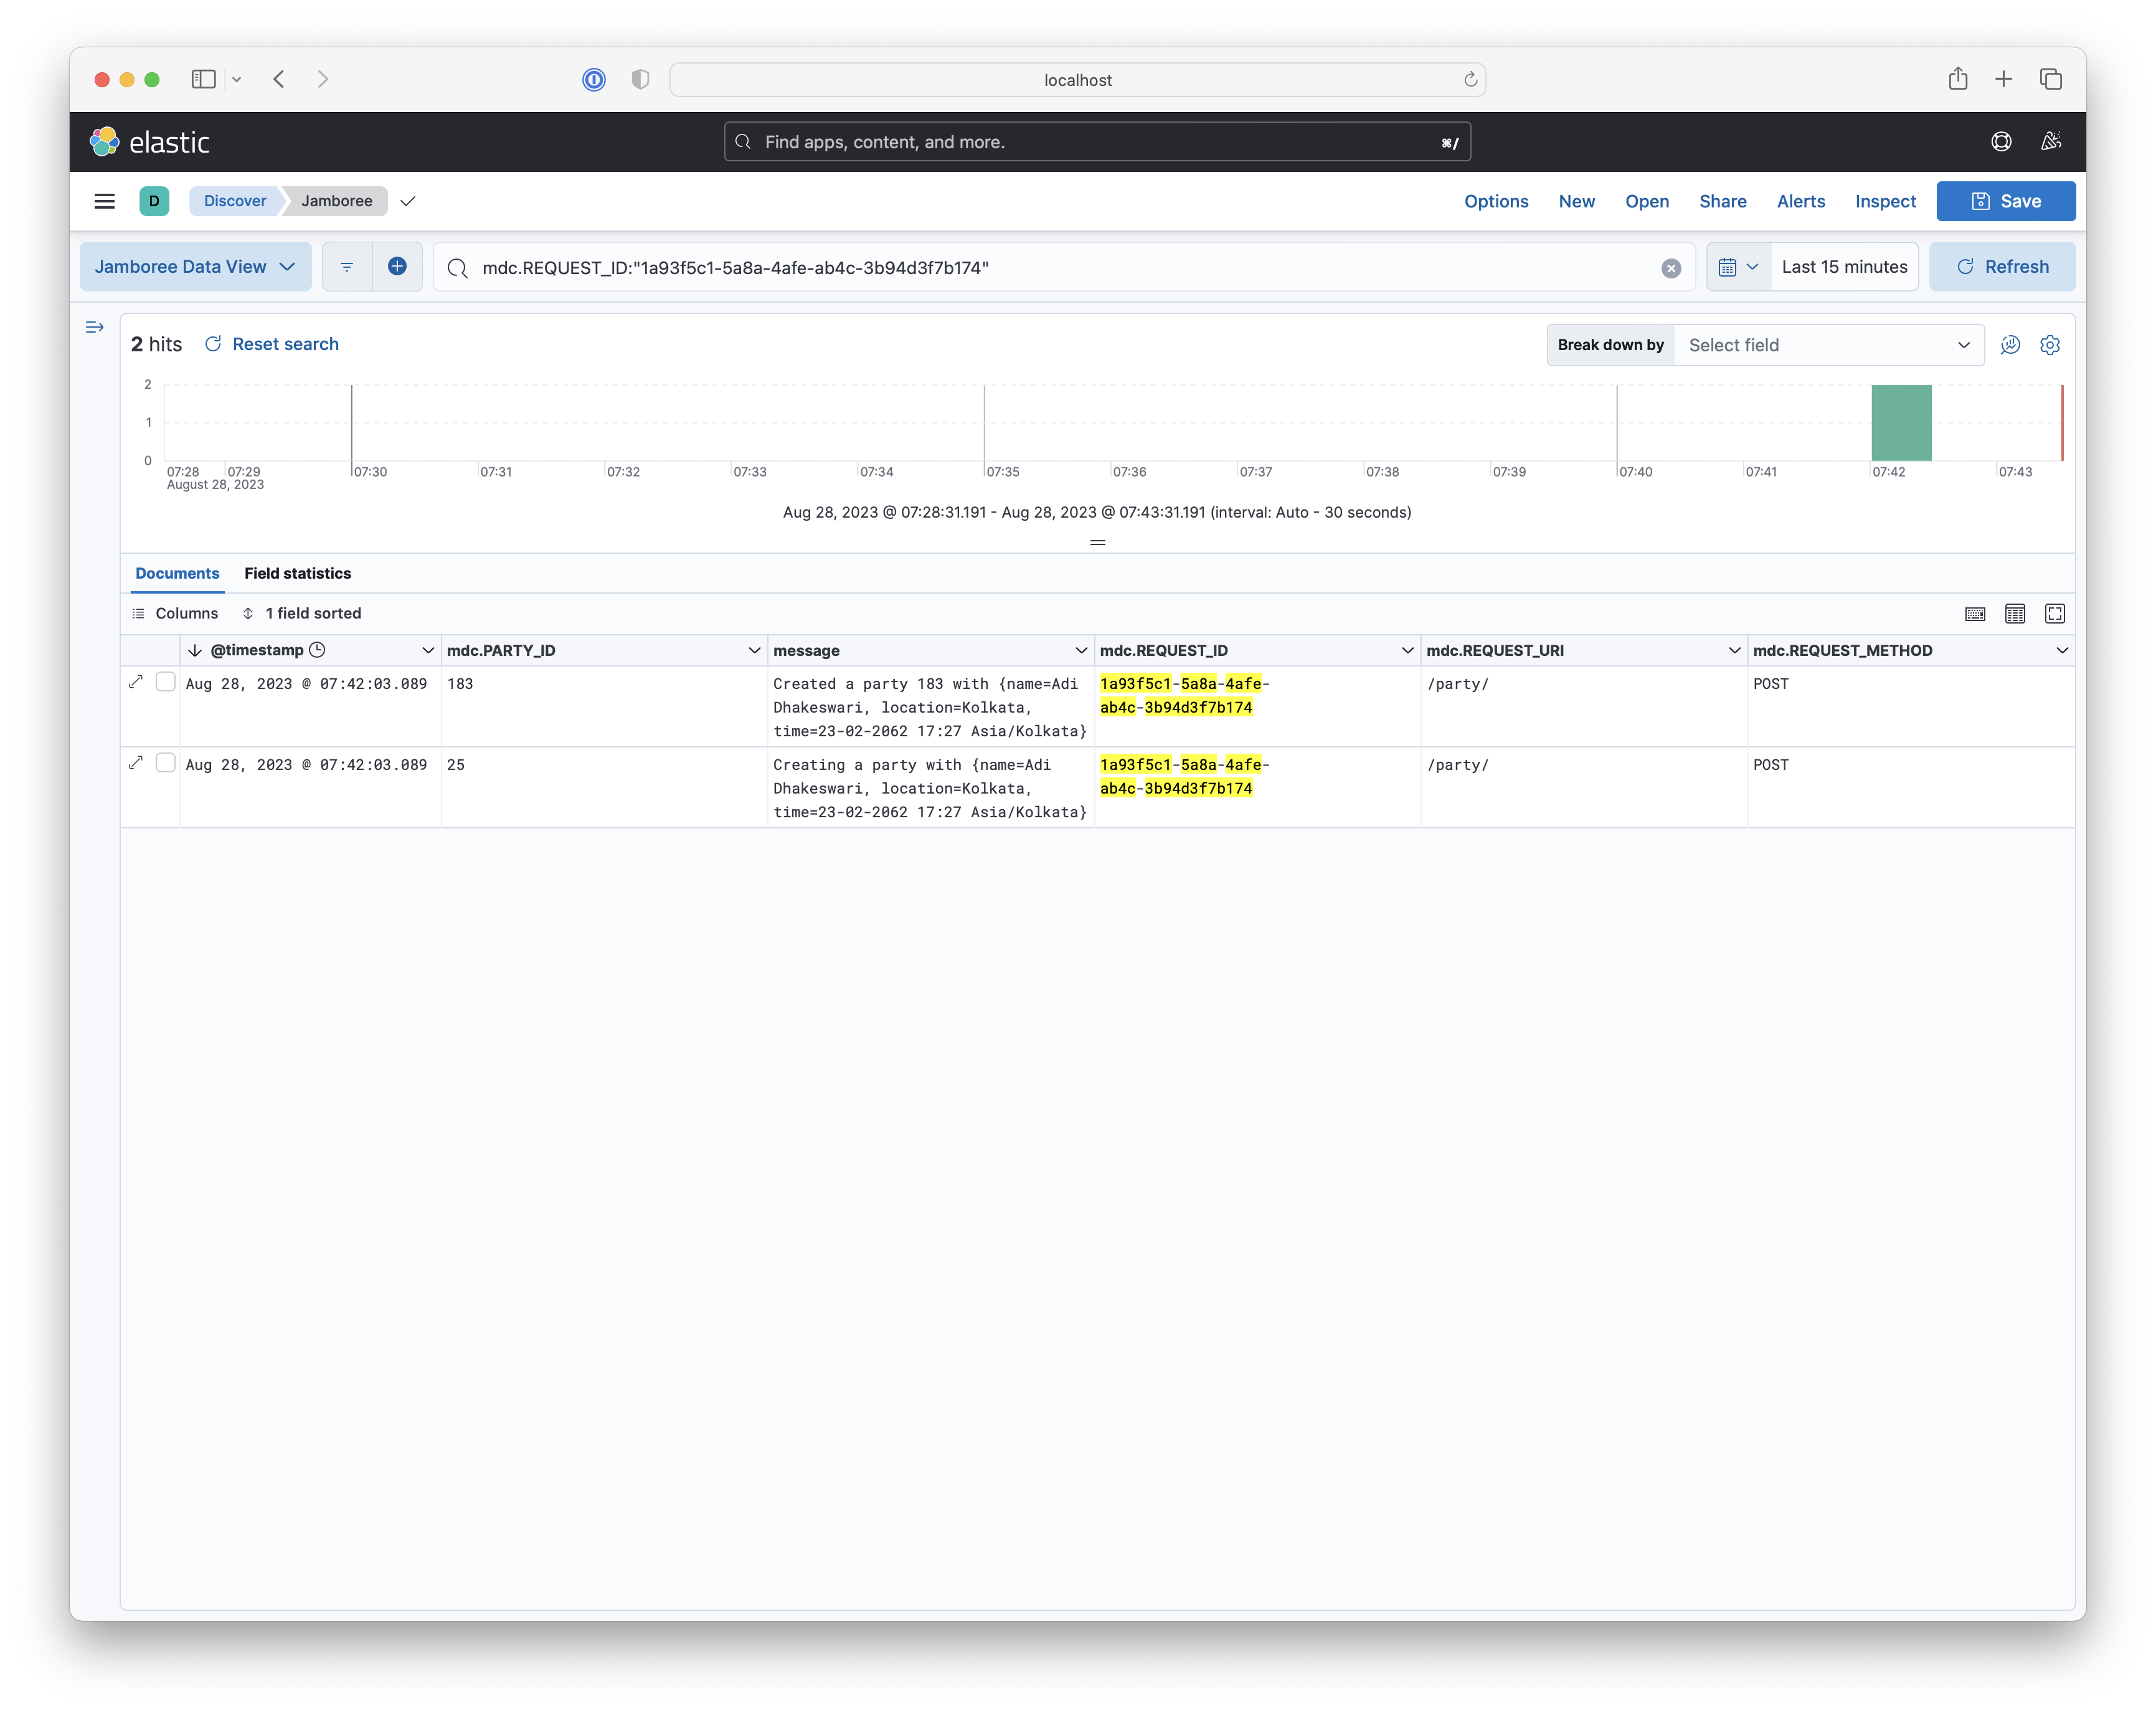 localhost
elastic
Find apps, content, and more.
⌘/
D
Discover
Jamboree
Options
New
Open
Share
Alerts
Inspect
Save
Jamboree Data View
mdc.REQUEST_ID:"1a93f5c1-5a8a-4afe-ab4c-3b94d3f7b174"
Last 15 minutes
Refresh
2 hits
Reset search
Break down by
Select field
2
1
0
07:28 07:29 07:30 07:31 07:32 07:33 07:34 07:35 07:36 07:37 07:38 07:39 07:40 07:41 07:42 07:43
August 28, 2023
Aug 28, 2023 @ 07:28:31.191 - Aug 28, 2023 @ 07:43:31.191 (interval: Auto - 30 seconds)
Documents
Field statistics
Columns
1 field sorted
@timestamp
mdc.PARTY_ID
message
mdc.REQUEST_ID
mdc.REQUEST_URI
mdc.REQUEST_METHOD
Aug 28, 2023 @ 07:42:03.089
183
Created a party 183 with {name=Adi
Dhakeswari, location=Kolkata,
time=23-02-2062 17:27 Asia/Kolkata}
1a93f5c1-5a8a-4afe-
ab4c-3b94d3f7b174
/party/
POST
Aug 28, 2023 @ 07:42:03.089
25
Creating a party with {name=Adi
Dhakeswari, location=Kolkata,
time=23-02-2062 17:27 Asia/Kolkata}
1a93f5c1-5a8a-4afe-
ab4c-3b94d3f7b174
/party/
POST